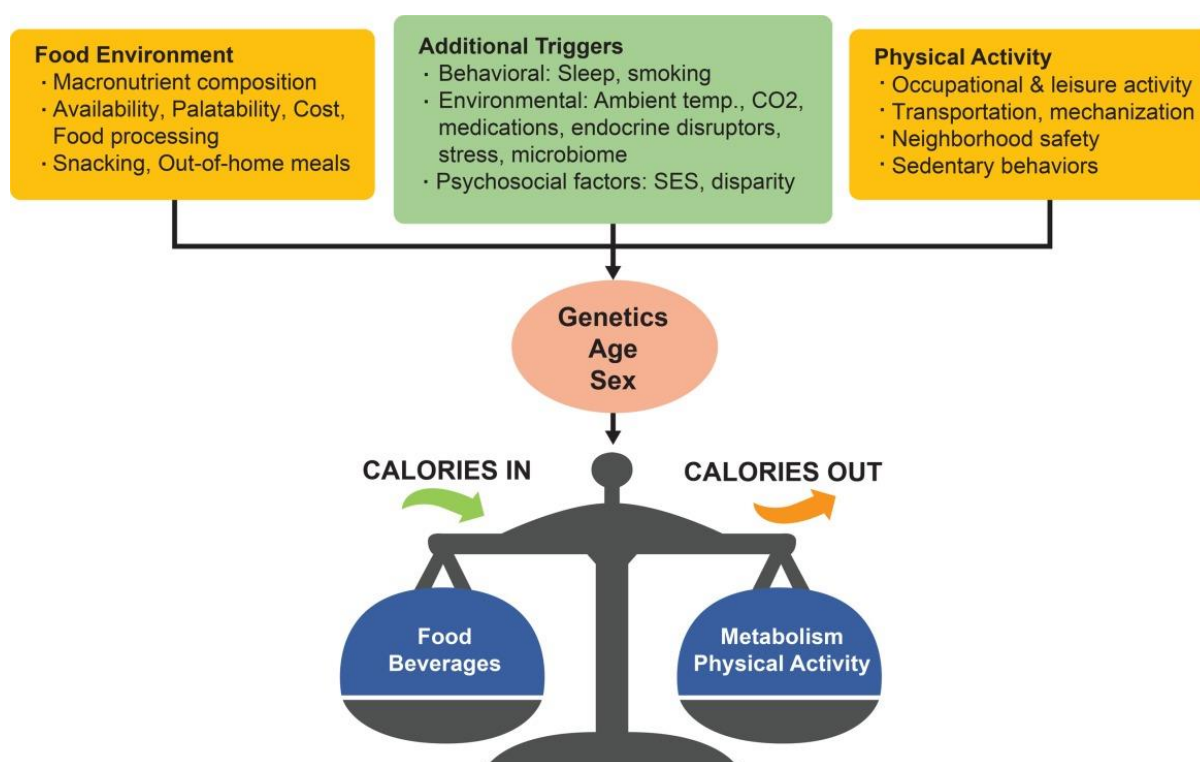 Food Environment
· Macronutrient composition
· Availability, Palatability, Cost,
Food processing
· Snacking, Out-of-home meals
Additional Triggers
· Behavioral: Sleep, smoking
· Environmental: Ambient temp., CO2,
medications, endocrine disruptors,
stress, microbiome
· Psychosocial factors: SES, disparity
Physical Activity
· Occupational & leisure activity
· Transportation, mechanization
· Neighborhood safety
· Sedentary behaviors
Genetics
Age
Sex
CALORIES IN
CALORIES OUT
Food
Beverages
Metabolism
Physical Activity